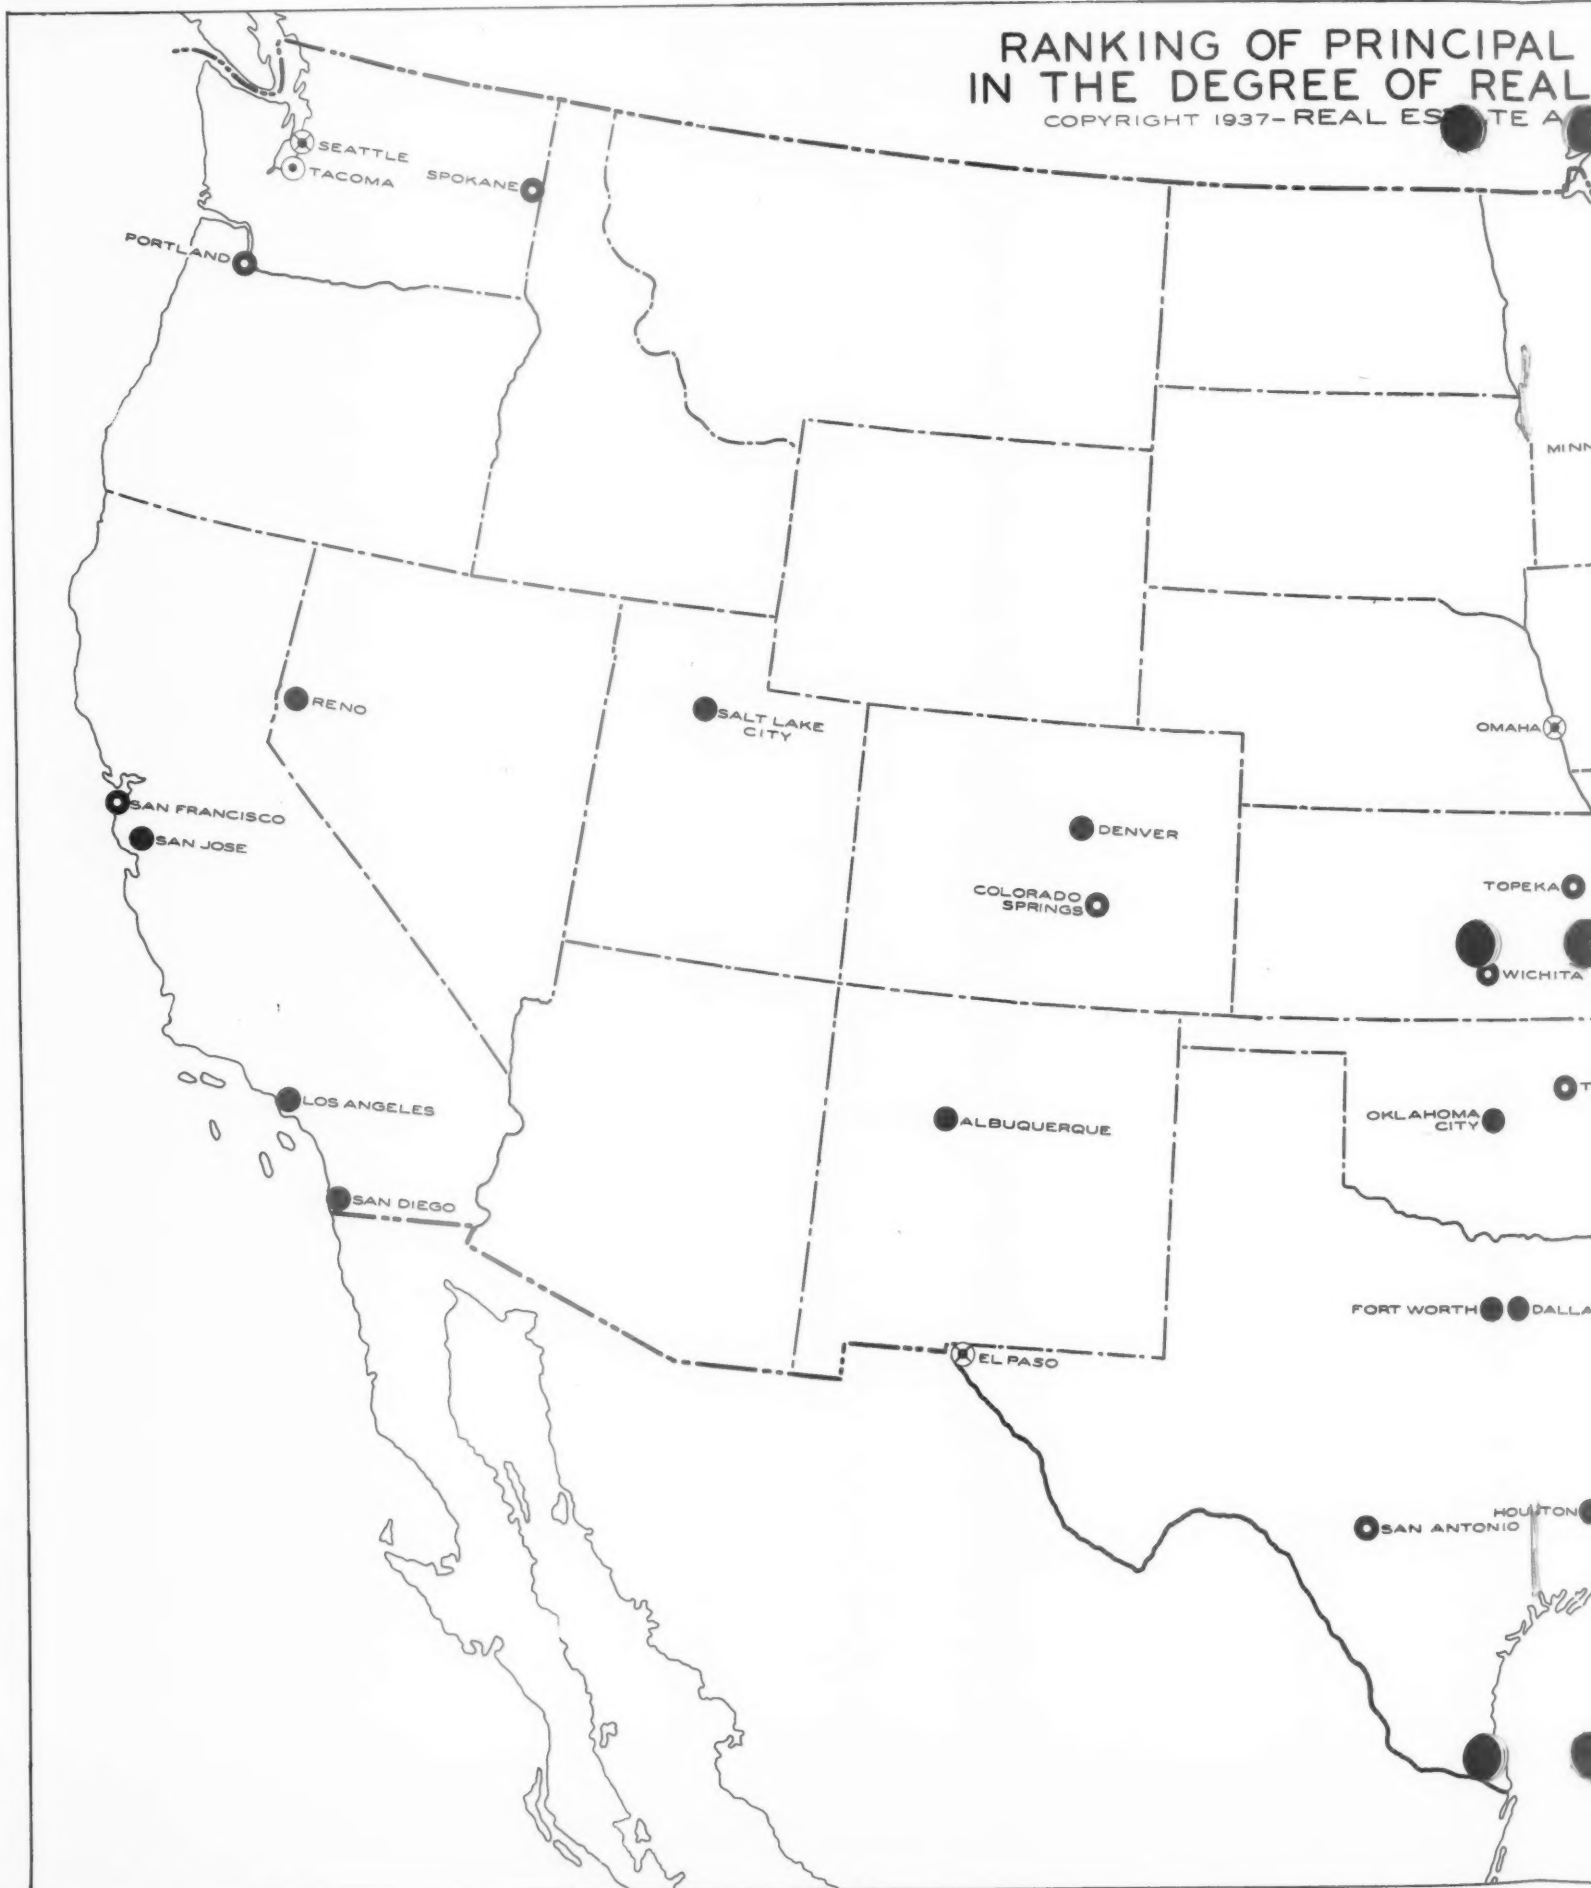 RANKING OF PRINCIPAL
IN THE DEGREE OF REAL
COPYRIGHT 1937-REAL ESTATE A
SEATTLE
TACOMA
SPOKANE
PORTLAND
MINN
RENO
SALT LAKE
CITY
OMAHA
SAN FRANCISCO
SAN JOSE
DENVER
COLORADO
SPRINGS
TOPEKA
WICHITA
LOS ANGELES
ALBUQUERQUE
OKLAHOMA
CITY
T
SAN DIEGO
FORT WORTH
DALLA
EL PASO
HOUSTON
SAN ANTONIO